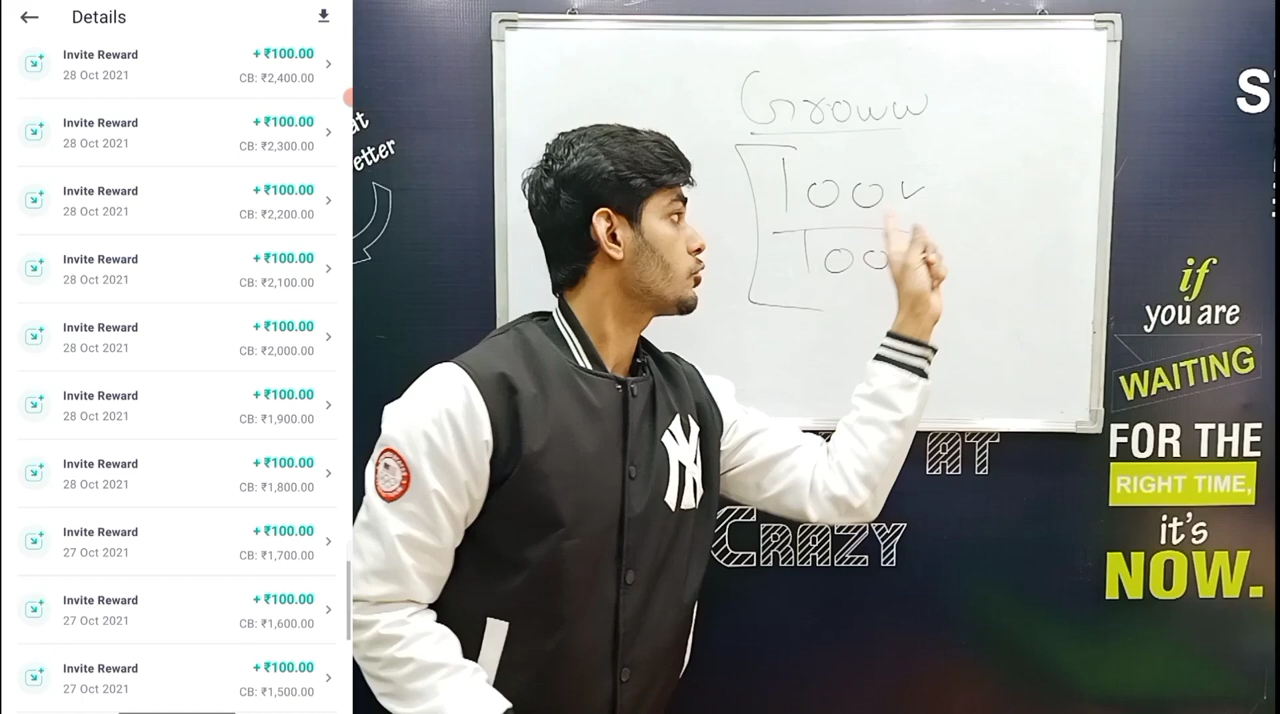 Details
Invite Reward
+ ₹100.00
28 Oct 2021
CB: ₹2,400.00
Invite Reward
+ ₹100.00
28 Oct 2021
CB: ₹2,300.00
Invite Reward
+ ₹100.00
28 Oct 2021
CB: ₹2,200.00
Invite Reward
+ ₹100.00
28 Oct 2021
CB: ₹2,100.00
Invite Reward
+ ₹100.00
28 Oct 2021
CB: ₹2,000.00
Invite Reward
+ ₹100.00
28 Oct 2021
CB: ₹1,900.00
Invite Reward
+ ₹100.00
28 Oct 2021
CB: ₹1,800.00
Invite Reward
+ ₹100.00
27 Oct 2021
CB: ₹1,700.00
Invite Reward
+ ₹100.00
27 Oct 2021
CB: ₹1,600.00
Invite Reward
+ ₹100.00
27 Oct 2021
CB: ₹1,500.00
Groww
100
100
NY
AT
CRAZY
S
if
you are
WAITING
FOR THE
RIGHT TIME,
it's
NOW.